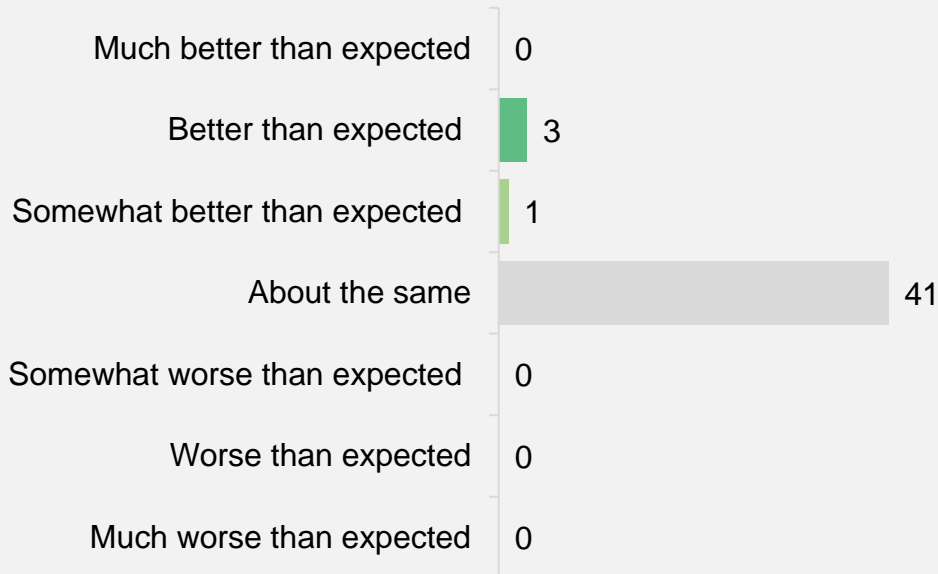 Much better than expected 0
Better than expected 3
Somewhat better than expected 1
About the same 41
Somewhat worse than expected 0
Worse than expected 0
Much worse than expected 0